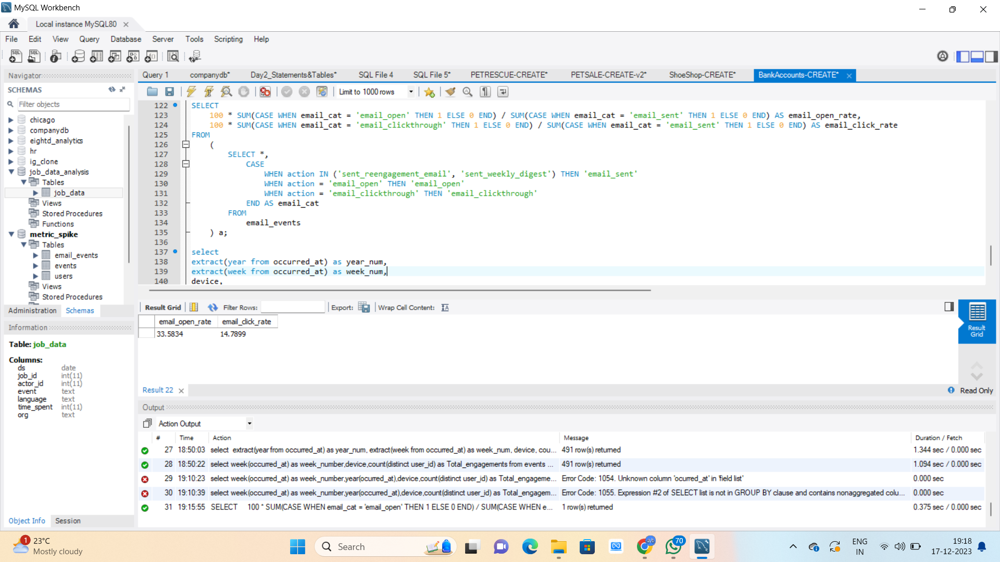 MySQL Workbench
Local instance MySQL80
File Edit View Query Database Server Tools Scripting Help
Navigator
SCHEMAS
Filter objects
chicago
companydb
eightd_analytics
hr
ig_clone
job_data_analysis
Tables
job_data
Views
Stored Procedures
Functions
metric_spike
Tables
email_events
events
users
Views
Stored Procedures
Administration Schemas
Information
Table: job_data
Columns:
ds date
job_id int(11)
actor_id int(11)
event text
language text
time_spent int(11)
org text
Object Info Session
Query 1 companydb* Day2_Statements&Tables* SQL File 4 SQL File 5* PETRESCUE-CREATE* PETSALE-CREATE-v2* ShoeShop-CREATE* BankAccounts-CREATE*
Limit to 1000 rows
122 SELECT
123 100 * SUM(CASE WHEN email_cat = 'email_open' THEN 1 ELSE 0 END) / SUM(CASE WHEN email_cat = 'email_sent' THEN 1 ELSE 0 END) AS email_open_rate,
124 100 * SUM(CASE WHEN email_cat = 'email_clickthrough' THEN 1 ELSE 0 END) / SUM(CASE WHEN email_cat = 'email_sent' THEN 1 ELSE 0 END) AS email_click_rate
125 FROM
126 (
127 SELECT *,
128 CASE
129 WHEN action IN ('sent_reengagement_email', 'sent_weekly_digest') THEN 'email_sent'
130 WHEN action = 'email_open' THEN 'email_open'
131 WHEN action = 'email_clickthrough' THEN 'email_clickthrough'
132 END AS email_cat
133 FROM
134 email_events
135 ) a;
136
137 select
138 extract(year from occurred_at) as year_num,
139 extract(week from occurred_at) as week_num,
140 device,
Result Grid Filter Rows: Export: Wrap Cell Content:
email_open_rate email_click_rate
33.5834 14.7899
Result Grid
Result 22
Read Only
Output
Action Output
# Time Action Message Duration / Fetch
27 18:50:03 select extract(year from occurred_at) as year_num, extract(week from occurred_at) as week_num, device, cou... 491 row(s) returned 1.344 sec / 0.000 sec
28 18:50:22 select week(occurred_at) as week_number,device,count(distinct user_id) as Total_engagements from events ... 491 row(s) returned 1.094 sec / 0.000 sec
29 19:10:23 select week(occurred_at) as week_number,year(ocurred_at),device,count(distinct user_id) as Total_engageme... Error Code: 1054. Unknown column 'ocurred_at' in 'field list' 0.000 sec
30 19:10:39 select week(occurred_at) as week_number,year(occurred_at),device,count(distinct user_id) as Total_engagem... Error Code: 1055. Expression #2 of SELECT list is not in GROUP BY clause and contains nonaggregated colu... 0.000 sec
31 19:15:55 SELECT 100 * SUM(CASE WHEN email_cat = 'email_open' THEN 1 ELSE 0 END) / SUM(CASE WHEN e... 1 row(s) returned 0.375 sec / 0.000 sec
1
23°C
Mostly cloudy
Search
70
ENG
IN
19:18
17-12-2023